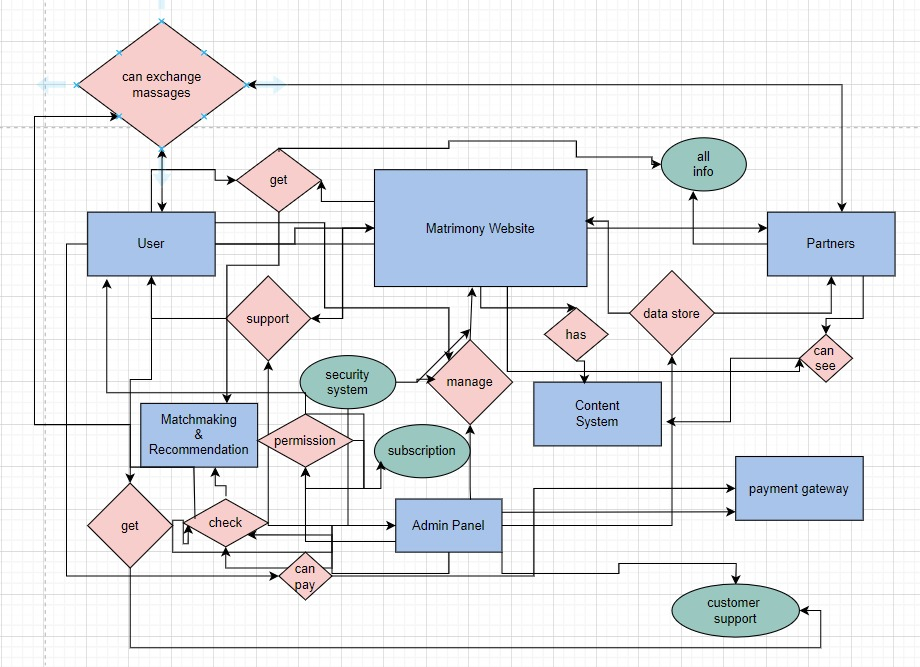 can exchange
massages
get
all
info
User
Matrimony Website
Partners
support
data store
has
can
see
security
system
manage
Content
System
Matchmaking
&
Recommendation
permission
subscription
payment gateway
get
check
Admin Panel
can
pay
customer
support